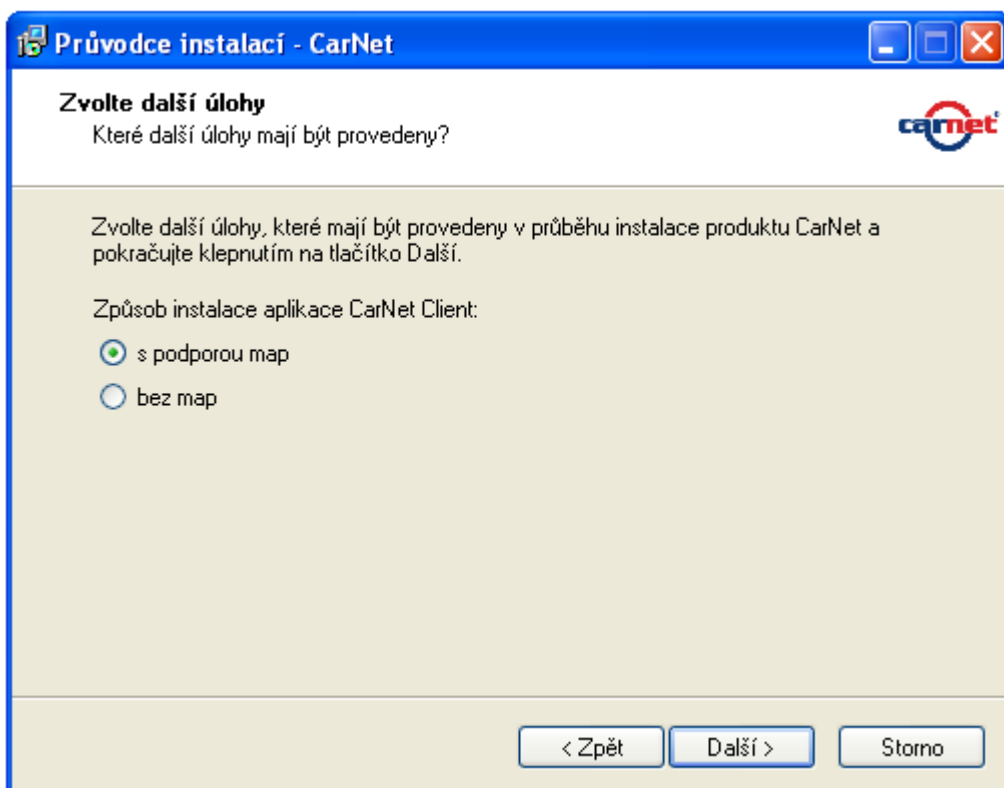 Průvodce instalací - CarNet
Zvolte další úlohy
Které další úlohy mají být provedeny?
carnet
Zvolte další úlohy, které mají být provedeny v průběhu instalace produktu CarNet a
pokračujte klepnutím na tlačítko Další.
Způsob instalace aplikace CarNet Client:
s podporou map
bez map
< Zpět
Další >
Storno